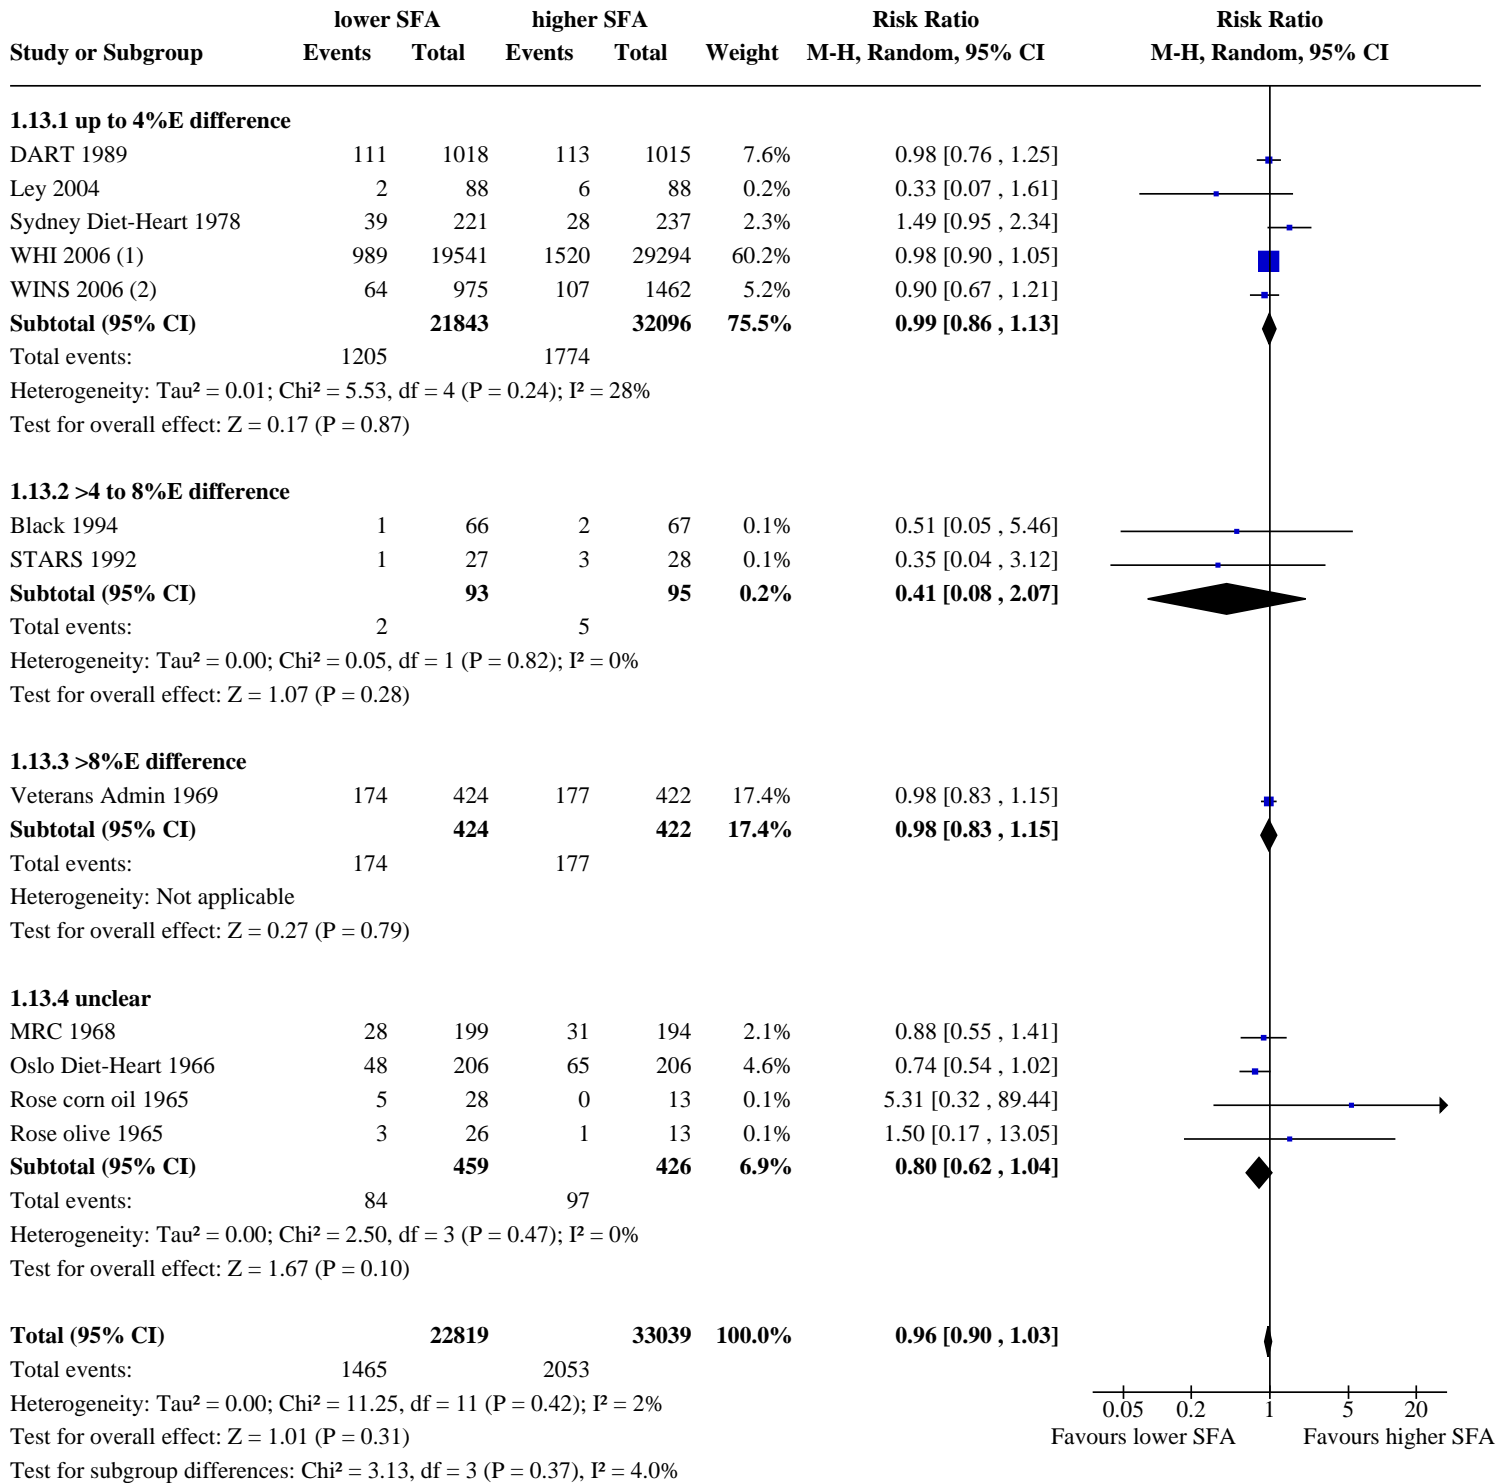 lower SFA higher SFA Risk Ratio Risk Ratio
Study or Subgroup Events Total Events Total Weight M-H, Random, 95% CI M-H, Random, 95% CI
1.13.1 up to 4%E difference
DART 1989 111 1018 113 1015 7.6% 0.98 [0.76 , 1.25]
Ley 2004 2 88 6 88 0.2% 0.33 [0.07 , 1.61]
Sydney Diet-Heart 1978 39 221 28 237 2.3% 1.49 [0.95 , 2.34]
WHI 2006 (1) 989 19541 1520 29294 60.2% 0.98 [0.90 , 1.05]
WINS 2006 (2) 64 975 107 1462 5.2% 0.90 [0.67 , 1.21]
Subtotal (95% CI) 21843 32096 75.5% 0.99 [0.86 , 1.13]
Total events: 1205 1774
Heterogeneity: Tau² = 0.01; Chi² = 5.53, df = 4 (P = 0.24); I² = 28%
Test for overall effect: Z = 0.17 (P = 0.87)
1.13.2 >4 to 8%E difference
Black 1994 1 66 2 67 0.1% 0.51 [0.05 , 5.46]
STARS 1992 1 27 3 28 0.1% 0.35 [0.04 , 3.12]
Subtotal (95% CI) 93 95 0.2% 0.41 [0.08 , 2.07]
Total events: 2 5
Heterogeneity: Tau² = 0.00; Chi² = 0.05, df = 1 (P = 0.82); I² = 0%
Test for overall effect: Z = 1.07 (P = 0.28)
1.13.3 >8%E difference
Veterans Admin 1969 174 424 177 422 17.4% 0.98 [0.83 , 1.15]
Subtotal (95% CI) 424 422 17.4% 0.98 [0.83 , 1.15]
Total events: 174 177
Heterogeneity: Not applicable
Test for overall effect: Z = 0.27 (P = 0.79)
1.13.4 unclear
MRC 1968 28 199 31 194 2.1% 0.88 [0.55 , 1.41]
Oslo Diet-Heart 1966 48 206 65 206 4.6% 0.74 [0.54 , 1.02]
Rose corn oil 1965 5 28 0 13 0.1% 5.31 [0.32 , 89.44]
Rose olive 1965 3 26 1 13 0.1% 1.50 [0.17 , 13.05]
Subtotal (95% CI) 459 426 6.9% 0.80 [0.62 , 1.04]
Total events: 84 97
Heterogeneity: Tau² = 0.00; Chi² = 2.50, df = 3 (P = 0.47); I² = 0%
Test for overall effect: Z = 1.67 (P = 0.10)
Total (95% CI) 22819 33039 100.0% 0.96 [0.90 , 1.03]
Total events: 1465 2053
Heterogeneity: Tau² = 0.00; Chi² = 11.25, df = 11 (P = 0.42); I² = 2%
0.05 0.2 1 5 20
Test for overall effect: Z = 1.01 (P = 0.31)
Favours lower SFA Favours higher SFA
Test for subgroup differences: Chi² = 3.13, df = 3 (P = 0.37), I² = 4.0%